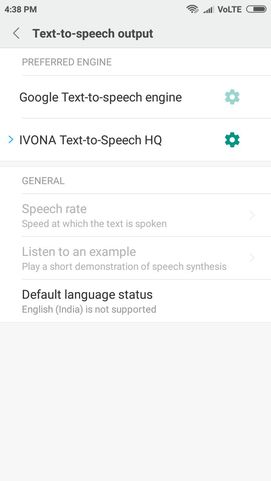 4:38 PM VoLTE
Text-to-speech output
PREFERRED ENGINE
Google Text-to-speech engine
IVONA Text-to-Speech HQ
GENERAL
Speech rate
Speed at which the text is spoken
Listen to an example
Play a short demonstration of speech synthesis
Default language status
English (India) is not supported